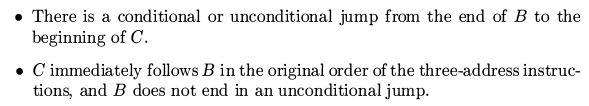 • There is a conditional or unconditional jump from the end of B to the
beginning of C.
• C immediately follows B in the original order of the three-address instruc-
tions, and B does not end in an unconditional jump.